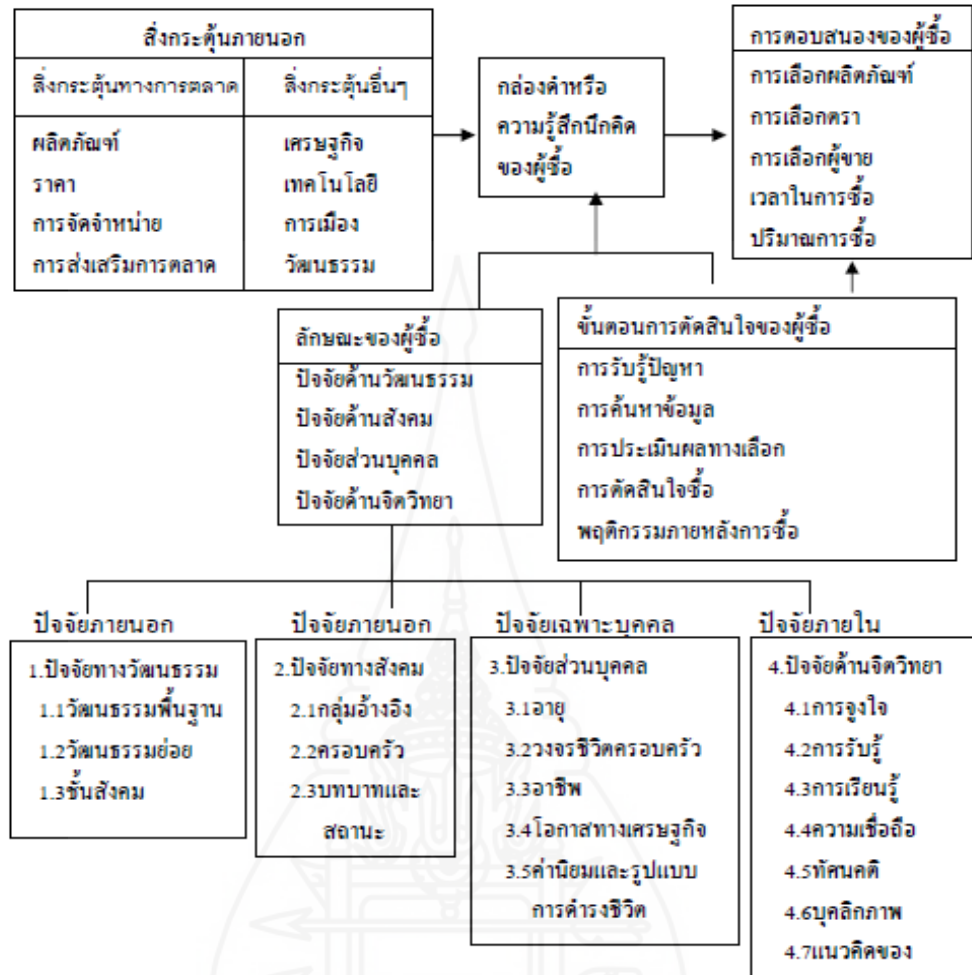 สิ่งกระตุ้นภายนอก
สิ่งกระตุ้นทางการตลาด
ผลิตภัณฑ์
ราคา
การจัดจำหน่าย
การส่งเสริมการตลาด
สิ่งกระตุ้นอื่นๆ
เศรษฐกิจ
เทคโนโลยี
การเมือง
วัฒนธรรม
กล่องดำหรือ
ความรู้สึกนึกคิด
ของผู้ซื้อ
การตอบสนองของผู้ซื้อ
การเลือกผลิตภัณฑ์
การเลือกตรา
การเลือกผู้ขาย
เวลาในการซื้อ
ปริมาณการซื้อ
ลักษณะของผู้ซื้อ
ปัจจัยด้านวัฒนธรรม
ปัจจัยด้านสังคม
ปัจจัยส่วนบุคคล
ปัจจัยด้านจิตวิทยา
ขั้นตอนการตัดสินใจของผู้ซื้อ
การรับรู้ปัญหา
การค้นหาข้อมูล
การประเมินผลทางเลือก
การตัดสินใจซื้อ
พฤติกรรมภายหลังการซื้อ
ปัจจัยภายนอก
1.ปัจจัยทางวัฒนธรรม
1.1วัฒนธรรมพื้นฐาน
1.2วัฒนธรรมย่อย
1.3ชั้นสังคม
ปัจจัยภายนอก
2.ปัจจัยทางสังคม
2.1กลุ่มอ้างอิง
2.2ครอบครัว
2.3บทบาทและ
สถานะ
ปัจจัยเฉพาะบุคคล
3.ปัจจัยส่วนบุคคล
3.1อายุ
3.2วงจรชีวิตครอบครัว
3.3อาชีพ
3.4โอกาสทางเศรษฐกิจ
3.5ค่านิยมและรูปแบบ
การดำรงชีวิต
ปัจจัยภายใน
4.ปัจจัยด้านจิตวิทยา
4.1การจูงใจ
4.2การรับรู้
4.3การเรียนรู้
4.4ความเชื่อถือ
4.5ทัศนคติ
4.6บุคลิกภาพ
4.7แนวคิดของ